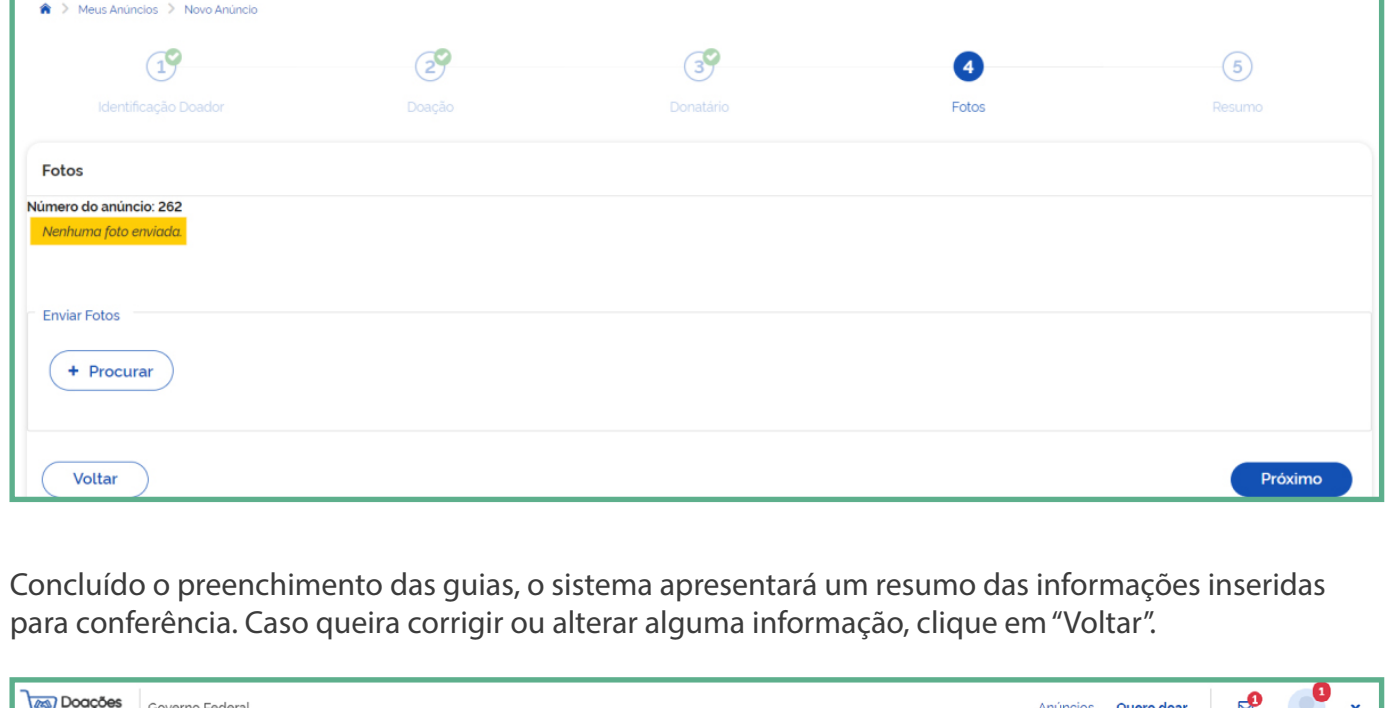 Meus Anúncios > Novo Anúncio
1 2 3 4 5
Identificação Doador Doação Donatário Fotos Resumo
Fotos
Número do anúncio: 262
Nenhuma foto enviada.
Enviar Fotos
+ Procurar
Voltar Próximo
Concluído o preenchimento das guias, o sistema apresentará um resumo das informações inseridas
para conferência. Caso queira corrigir ou alterar alguma informação, clique em “Voltar”.
Doações Governo Federal Anúncios Quero doar 1 1